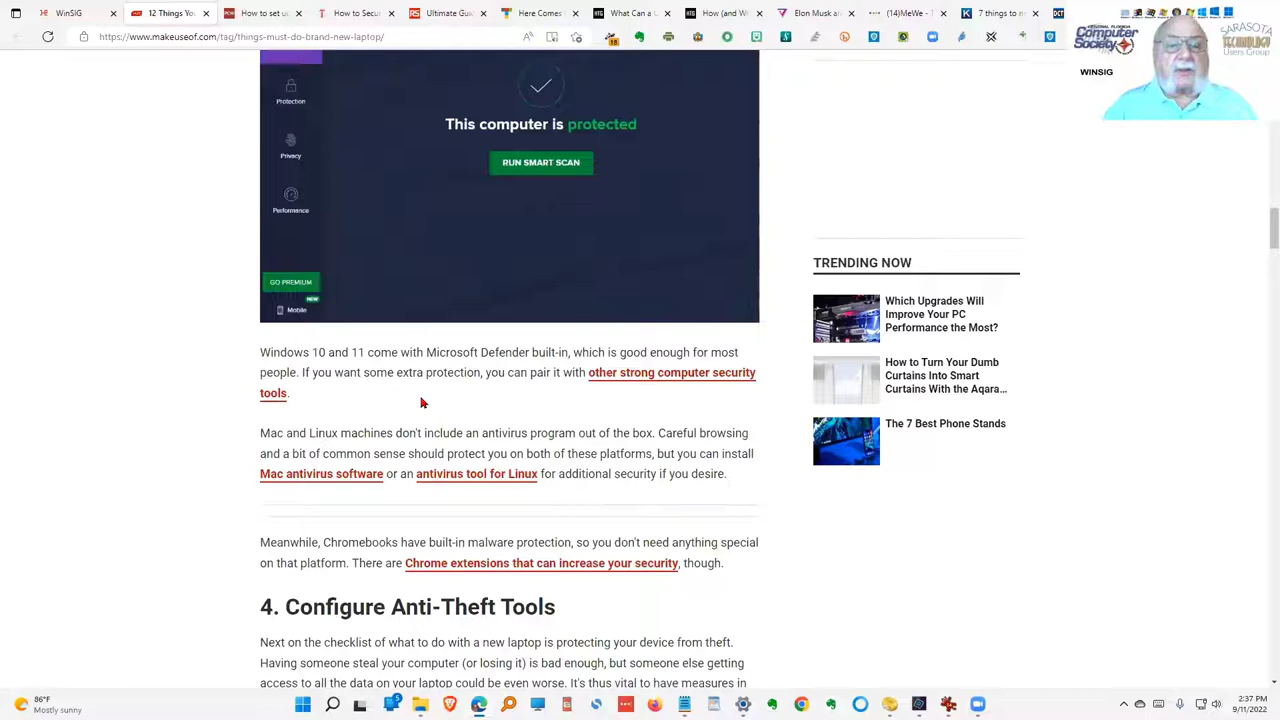 WinSIG
12 Things Yo
How to se
How to
Ultimate Gu
Here Comes
What Can a
How (and W
Elon Musk
(14)MeWe
7 things to
https://www.makeuseof.com/tag/things-must-do-brand-new-laptop/
18
CENTRAL FLORIDA
Computer
Society
SARASOTA
TECHNOLOGY
Users Group
WINSIG
Protection
Privacy
Performance
This computer is protected
RUN SMART SCAN
GO PREMIUM
NEW
Mobile
Windows 10 and 11 come with Microsoft Defender built-in, which is good enough for most
people. If you want some extra protection, you can pair it with other strong computer security
tools.
Mac and Linux machines don't include an antivirus program out of the box. Careful browsing
and a bit of common sense should protect you on both of these platforms, but you can install
Mac antivirus software or an antivirus tool for Linux for additional security if you desire.
Meanwhile, Chromebooks have built-in malware protection, so you don't need anything special
on that platform. There are Chrome extensions that can increase your security, though.
4. Configure Anti-Theft Tools
Next on the checklist of what to do with a new laptop is protecting your device from theft.
Having someone steal your computer (or losing it) is bad enough, but someone else getting
access to all the data on your laptop could be even worse. It's thus vital to have measures in
TRENDING NOW
Which Upgrades Will
Improve Your PC
Performance the Most?
How to Turn Your Dumb
Curtains Into Smart
Curtains With the Aqara...
The 7 Best Phone Stands
86°F
Mostly sunny
5
2:37 PM
9/11/2022